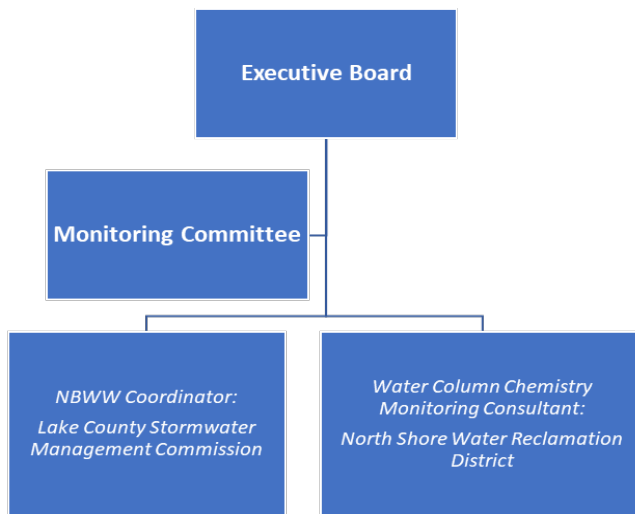 Executive Board
Monitoring Committee
NBWW Coordinator:
Lake County Stormwater
Management Commission
Water Column Chemistry
Monitoring Consultant:
North Shore Water Reclamation
District